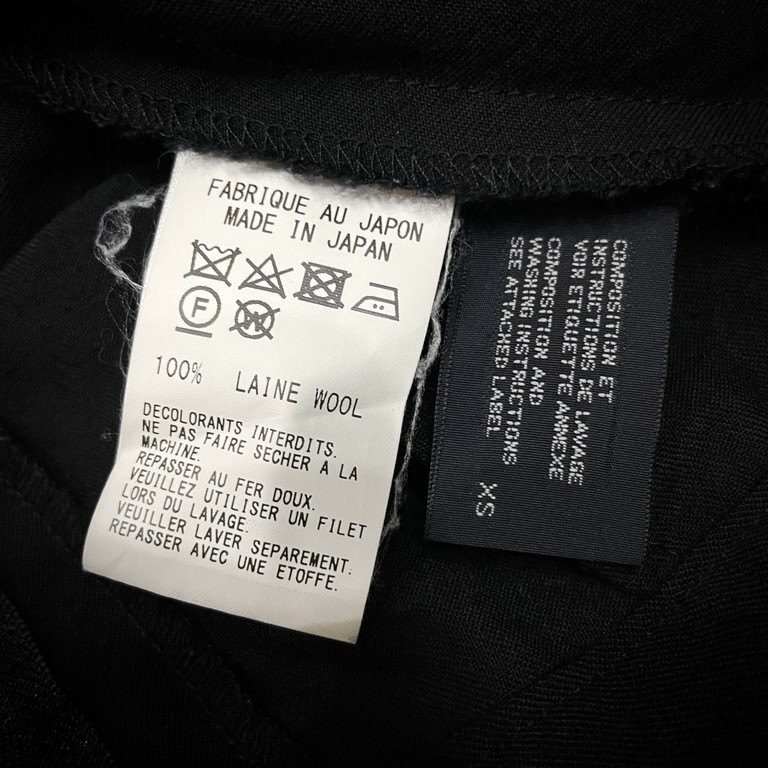 FABRIQUE AU JAPON
MADE IN JAPAN
F
W
100% LAINE WOOL
DECOLORANTS INTERDITS.
NE PAS FAIRE SECHER A LA
MACHINE.
REPASSER AU FER DOUX.
VEUILLEZ UTILISER UN FILET
LORS DU LAVAGE.
VEUILLER LAVER SEPAREMENT.
REPASSER AVEC UNE ETOFFE.
COMPOSITION ET
INSTRUCTIONS DE LAVAGE
VOIR ETIQUETTE ANNEXE
COMPOSITION AND
WASHING INSTRUCTIONS
SEE ATTACHED LABEL
XS